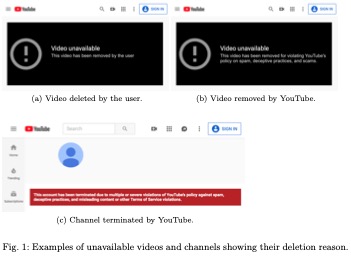 YouTube
SIGN IN
Video unavailable
This video has been removed by the user.
(a) Video deleted by the user.
YouTube
SIGN IN
Video unavailable
This video has been removed for violating YouTube's
policy on spam, deceptive practices, and scams.
(b) Video removed by YouTube.
YouTube
Search
SIGN IN
Home
Trending
Subscriptions
This account has been terminated due to multiple or severe violations of YouTube's policy against spam,
deceptive practices, and misleading content or other Terms of Service violations.
(c) Channel terminated by YouTube.
Fig. 1: Examples of unavailable videos and channels showing their deletion reason.